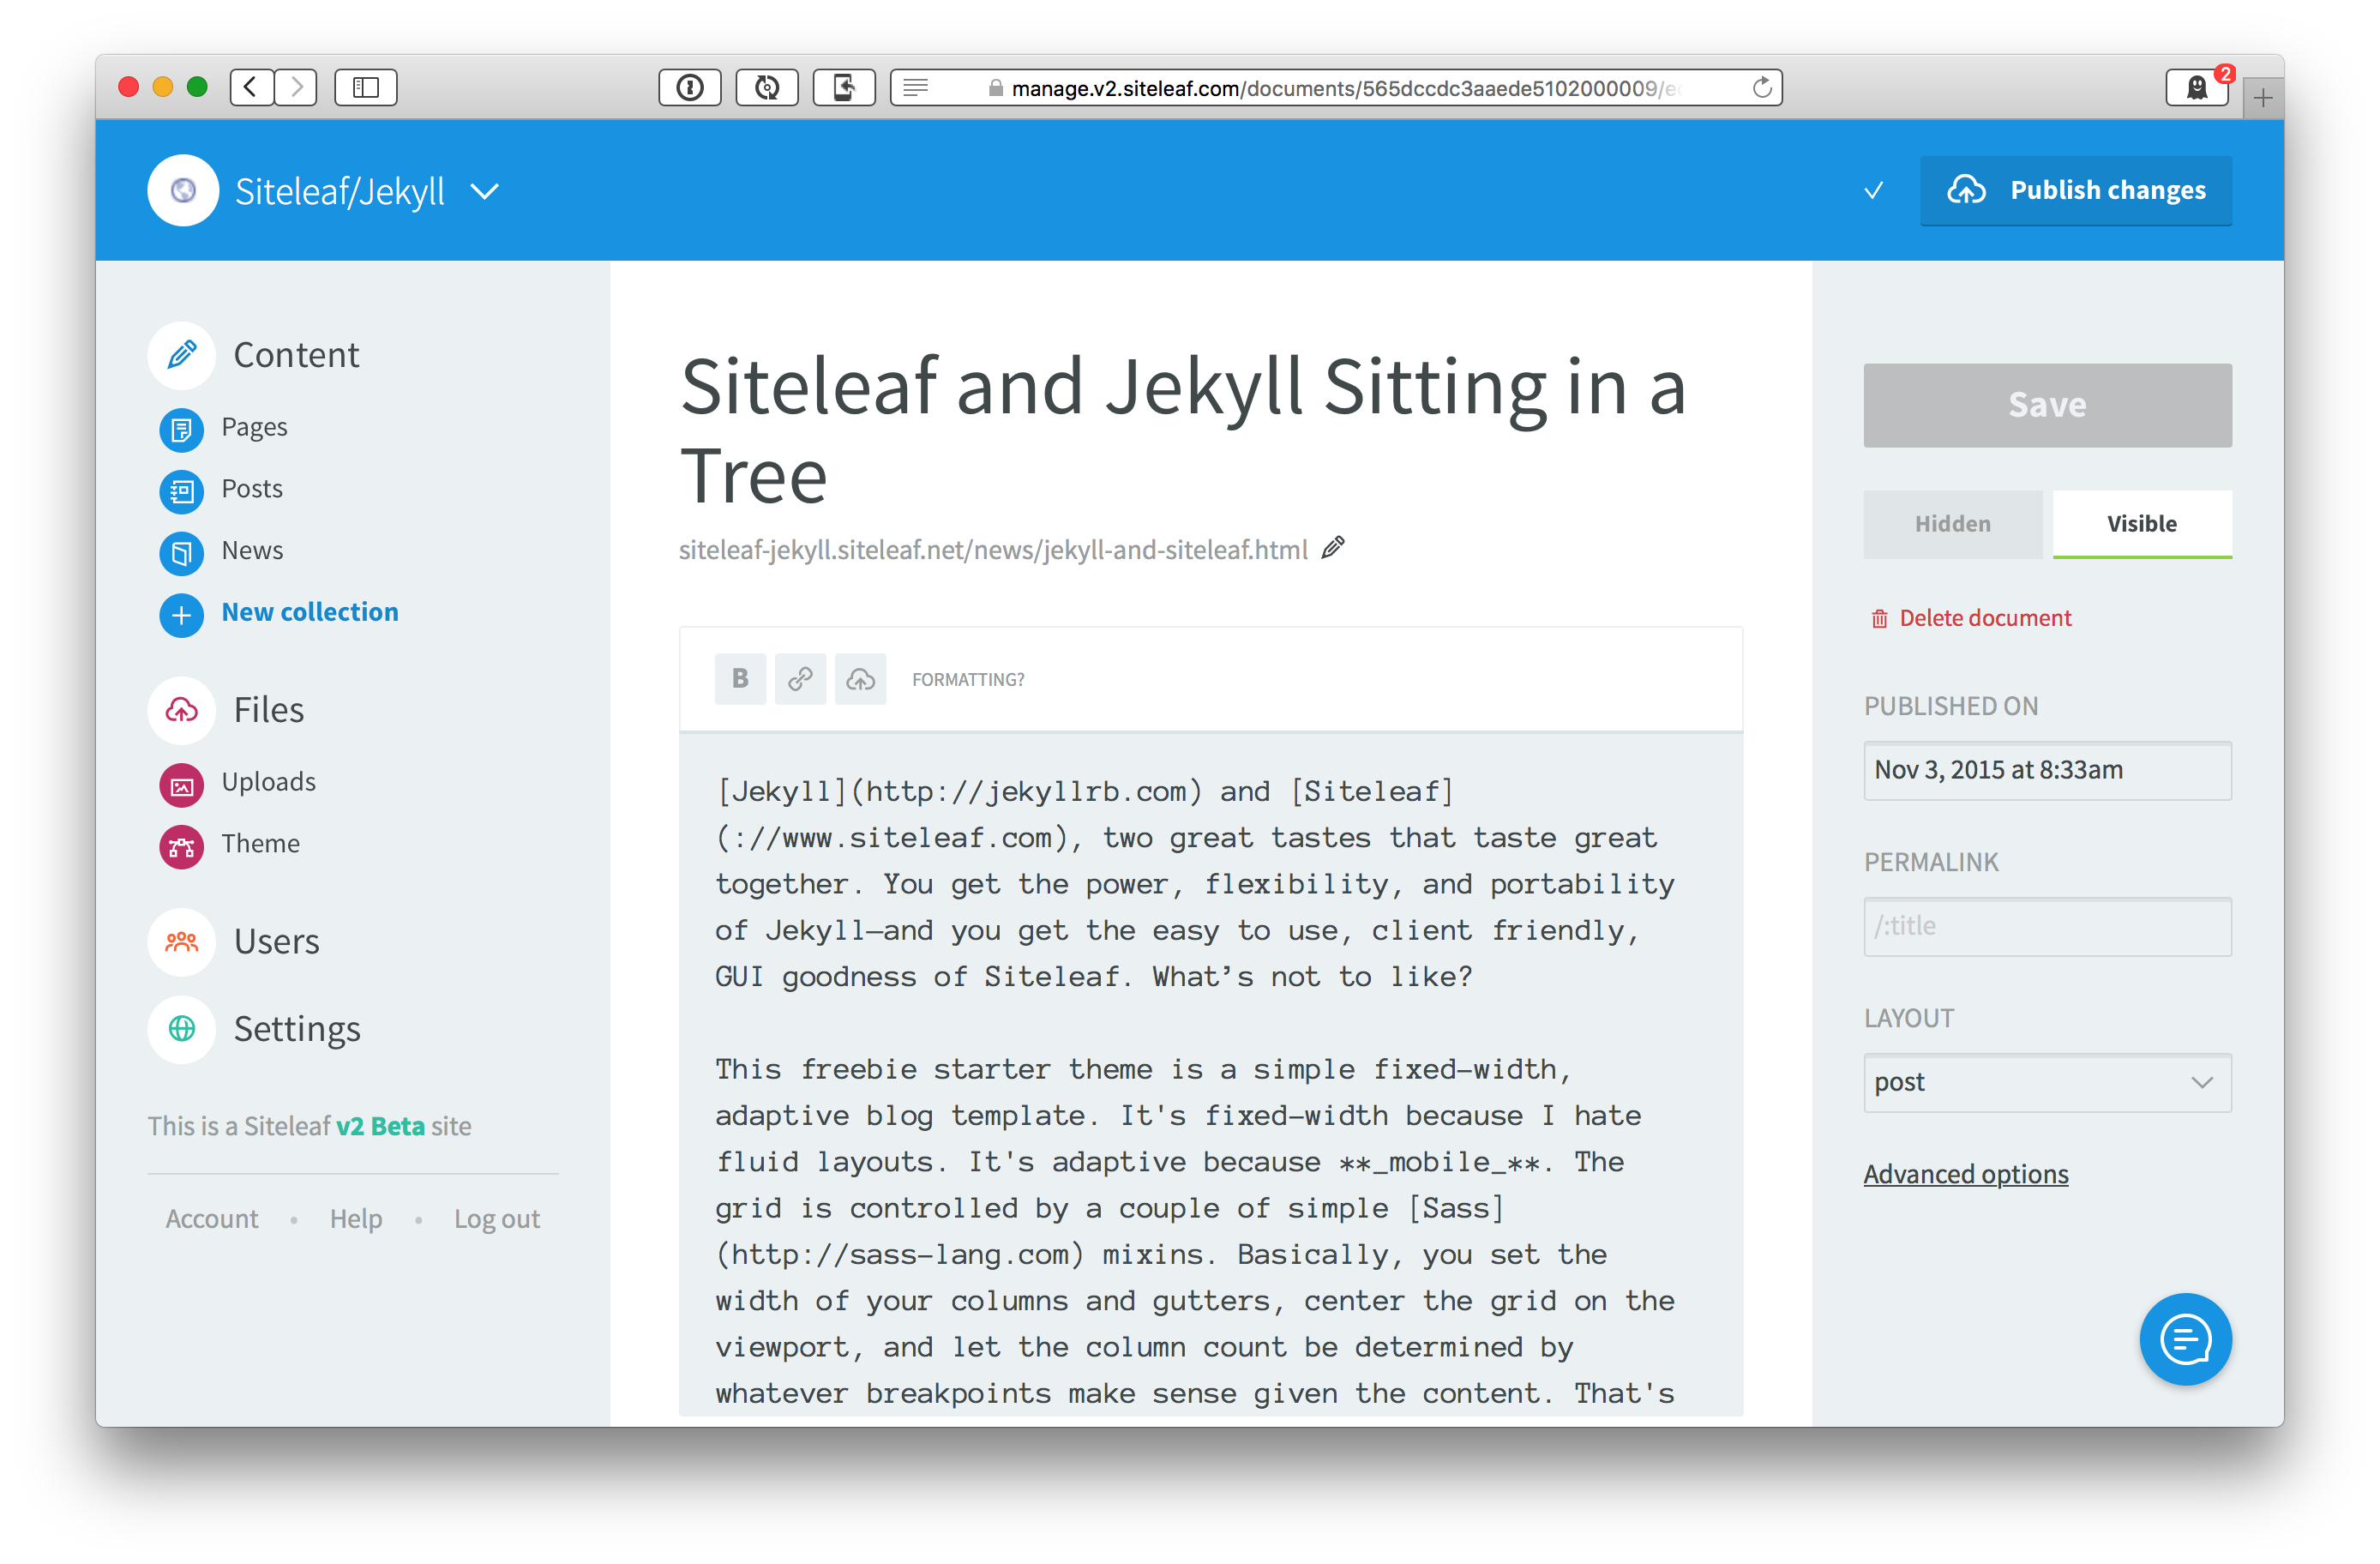 manage.v2.siteleaf.com/documents/565dccdc3aaede5102000009/e
2
Siteleaf/Jekyll
Publish changes
Content
Pages
Posts
News
New collection
Files
Uploads
Theme
Users
Settings
This is a Siteleaf v2 Beta site
Account • Help • Log out
Siteleaf and Jekyll Sitting in a
Tree
siteleaf-jekyll.siteleaf.net/news/jekyll-and-siteleaf.html
B
FORMATTING?
[Jekyll](http://jekyllrb.com) and [Siteleaf]
(://www.siteleaf.com), two great tastes that taste great
together. You get the power, flexibility, and portability
of Jekyll—and you get the easy to use, client friendly,
GUI goodness of Siteleaf. What’s not to like?
This freebie starter theme is a simple fixed-width,
adaptive blog template. It's fixed-width because I hate
fluid layouts. It's adaptive because **_mobile_**. The
grid is controlled by a couple of simple [Sass]
(http://sass-lang.com) mixins. Basically, you set the
width of your columns and gutters, center the grid on the
viewport, and let the column count be determined by
whatever breakpoints make sense given the content. That's
Save
Hidden
Visible
Delete document
PUBLISHED ON
Nov 3, 2015 at 8:33am
PERMALINK
/:title
LAYOUT
post
Advanced options